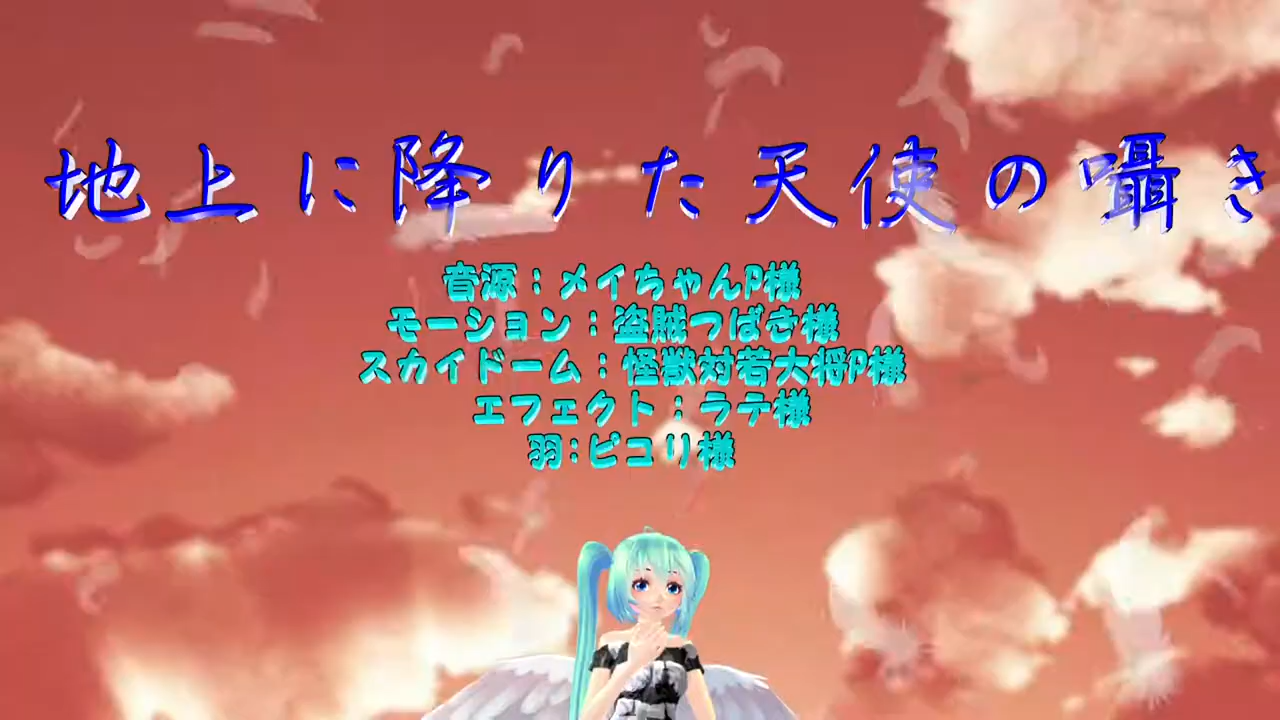 地上に降りた天使の囁き
音源：メイちゃんP様
モーション：盗賊つばき様
スカイドーム：怪獣対若大将P様
エフェクト：ラテ様
羽:ピコリ様